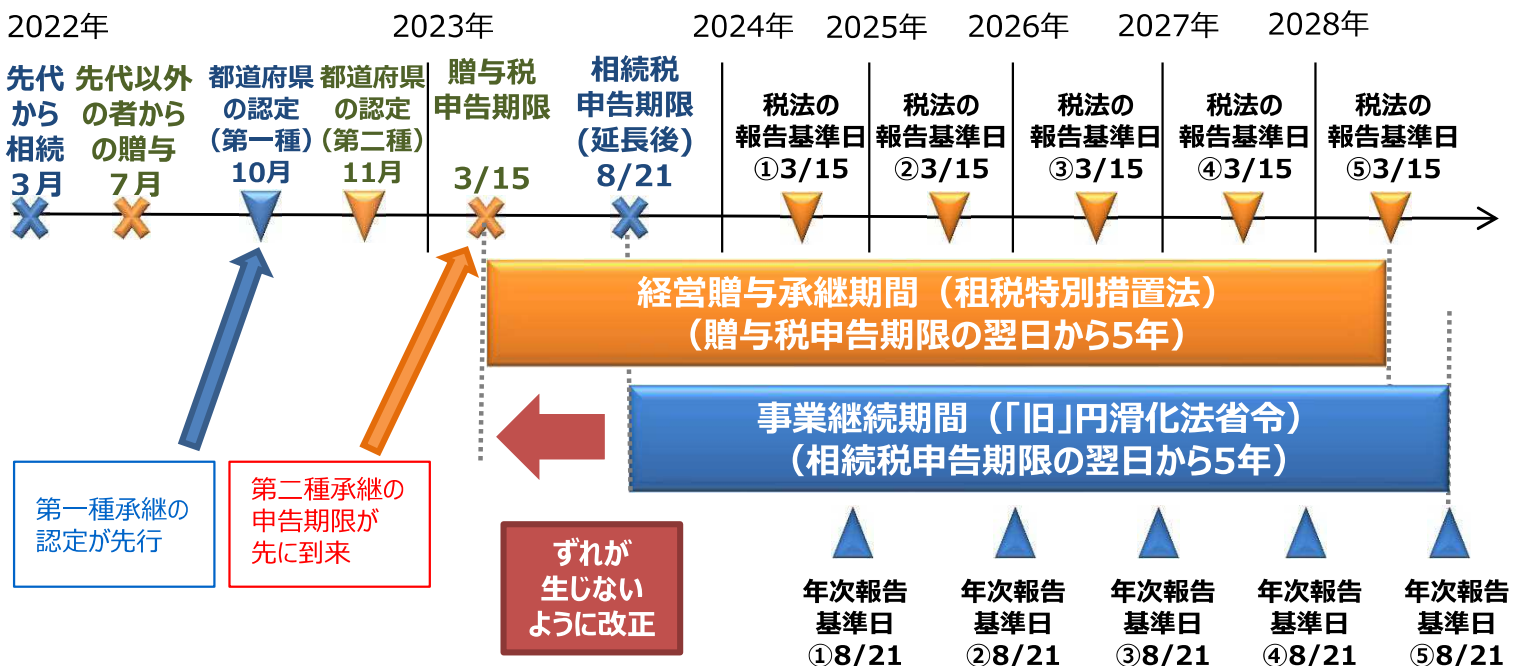 2022年
2023年
2024年
2025年
2026年
2027年
2028年
先代
から
相続
３月
先代以外
の者から
の贈与
７月
都道府県
の認定
（第一種）
10月
都道府県
の認定
（第二種）
11月
贈与税
申告期限
3/15
相続税
申告期限
(延長後)
8/21
税法の
報告基準日
①3/15
税法の
報告基準日
②3/15
税法の
報告基準日
③3/15
税法の
報告基準日
④3/15
税法の
報告基準日
⑤3/15
経営贈与承継期間（租税特別措置法）
（贈与税申告期限の翌日から5年）
事業継続期間（｢旧｣円滑化法省令）
（相続税申告期限の翌日から5年）
第一種承継の
認定が先行
第二種承継の
申告期限が
先に到来
ずれが
生じない
ように改正
年次報告
基準日
①8/21
年次報告
基準日
②8/21
年次報告
基準日
③8/21
年次報告
基準日
④8/21
年次報告
基準日
⑤8/21